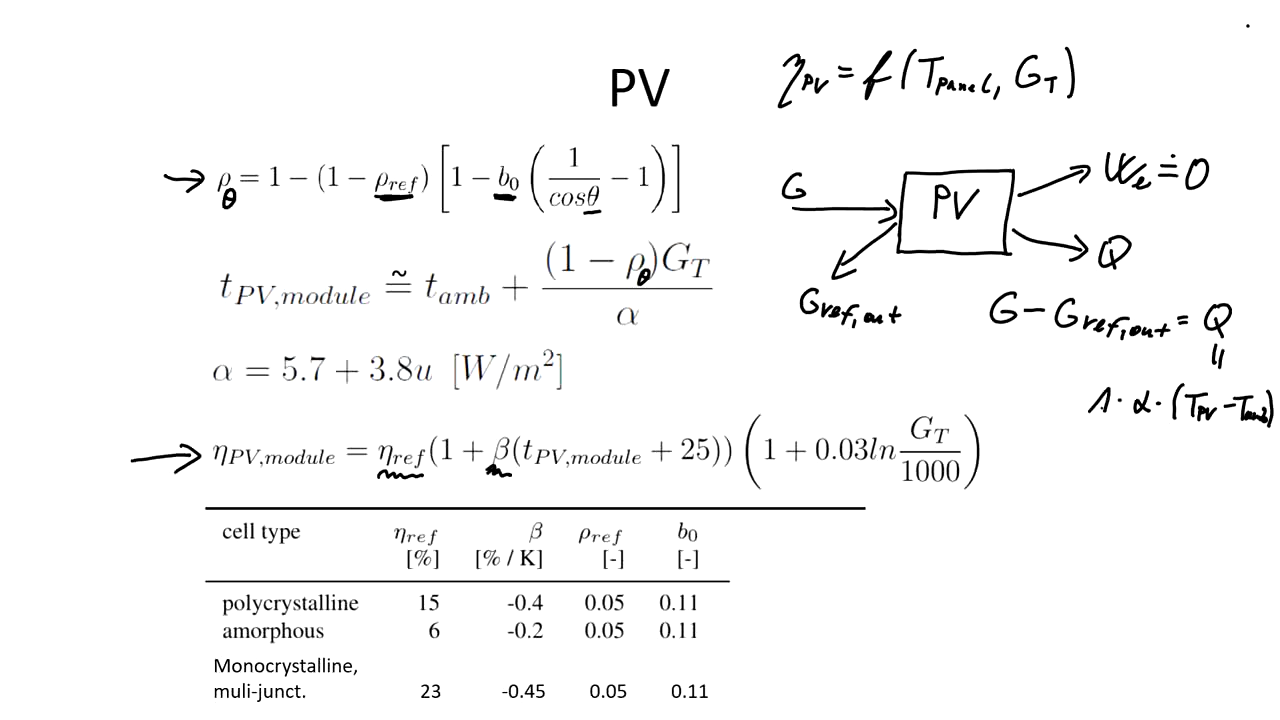 PV
η_PV = f(T_panel, G_T)
ρ_θ = 1 − (1 − ρ_ref) [1 − b_0 (1/cosθ − 1)]
G
PV
W_e ≐ 0
Q
G_ref,out
t_PV,module ≅ t_amb + (1 − ρ_θ)G_T / α
G − G_ref,out = Q
α = 5.7 + 3.8u [W/m²]
1 · α · (T_PV − T_amb)
η_PV,module = η_ref(1 + β(t_PV,module + 25)) (1 + 0.03ln G_T/1000)
cell type η_ref β ρ_ref b_0
[%] [% / K] [-] [-]
polycrystalline 15 -0.4 0.05 0.11
amorphous 6 -0.2 0.05 0.11
Monocrystalline,
muli-junct. 23 -0.45 0.05 0.11